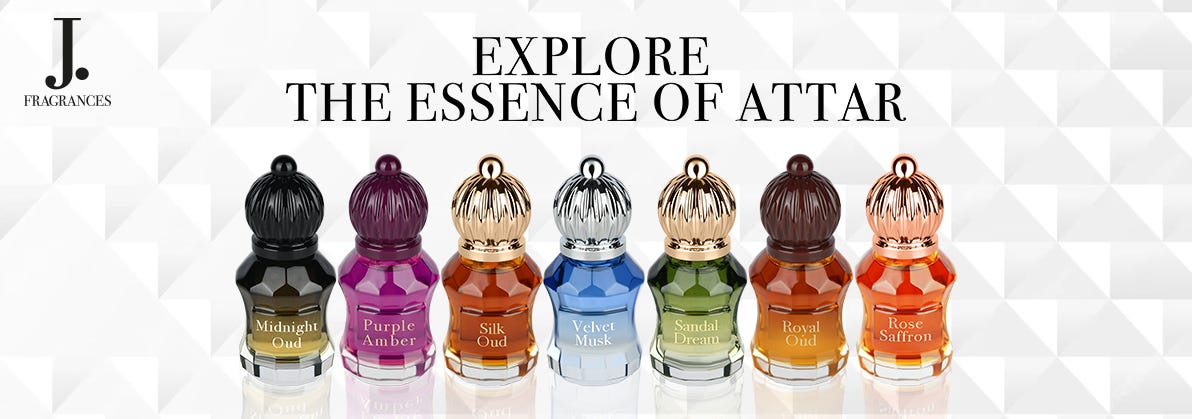 J.
FRAGRANCES
EXPLORE
THE ESSENCE OF ATTAR
Midnight
Oud
Purple
Amber
Silk
Oud
Velvet
Musk
Sandal
Dream
Royal
Oud
Rose
Saffron